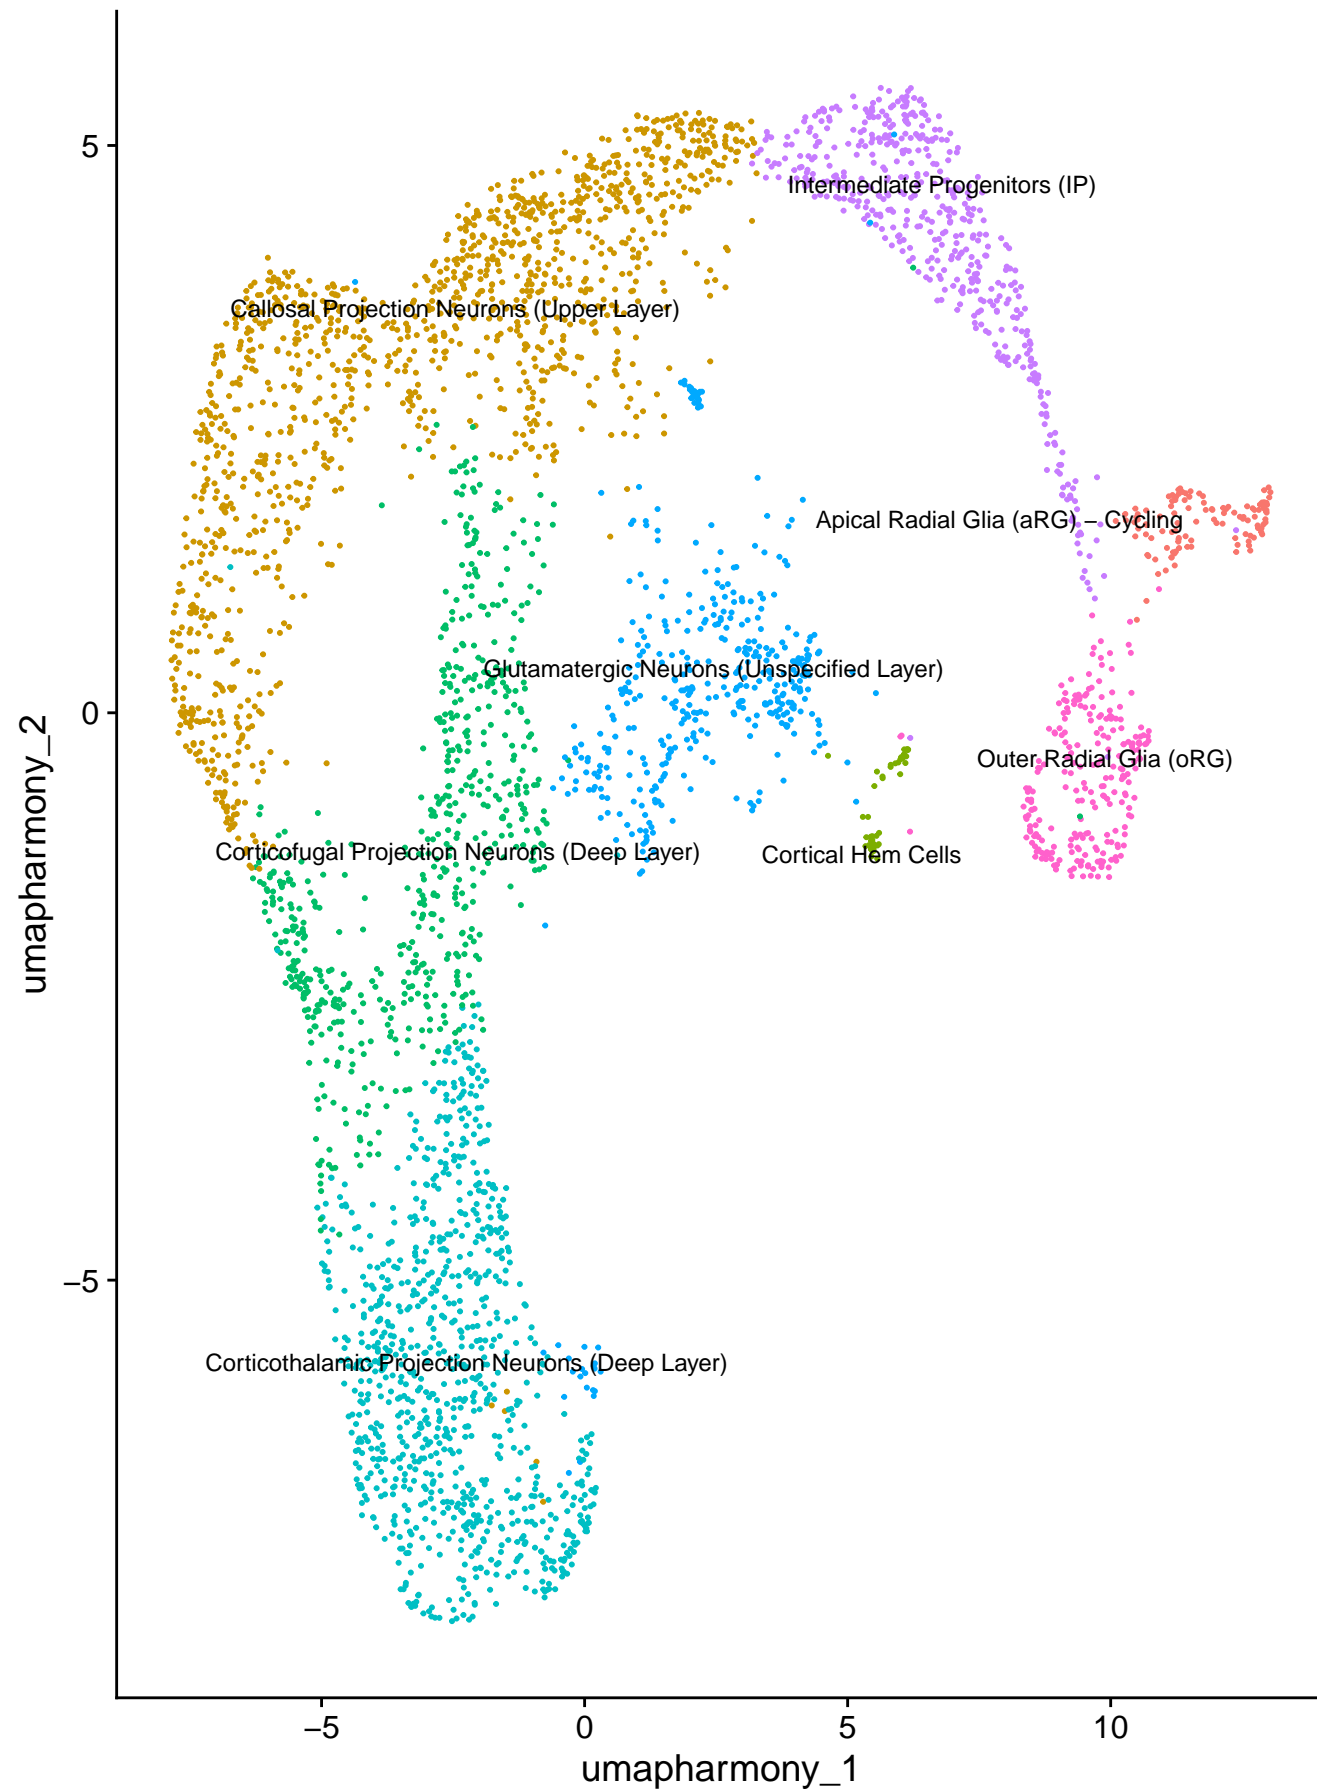 5
Intermediate Progenitors (IP)
Callosal Projection Neurons (Upper Layer)
Apical Radial Glia (aRG) – Cycling
Glutamatergic Neurons (Unspecified Layer)
0
Outer Radial Glia (oRG)
Corticofugal Projection Neurons (Deep Layer)
Cortical Hem Cells
umapharmony_2
–5
Corticothalamic Projection Neurons (Deep Layer)
–5 0 5 10
umapharmony_1